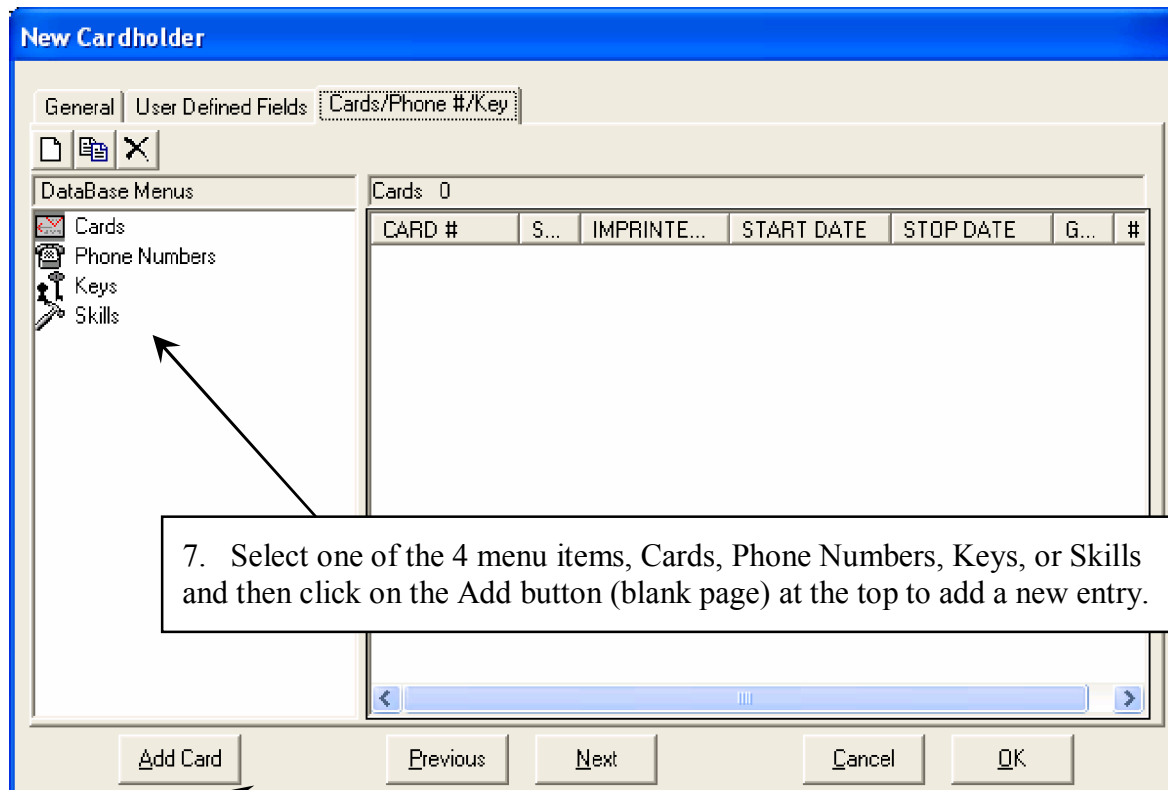 New Cardholder
General User Defined Fields Cards/Phone #/Key
DataBase Menus Cards 0
Cards
Phone Numbers
Keys
Skills
CARD # S... IMPRINTE... START DATE STOP DATE G... #
7. Select one of the 4 menu items, Cards, Phone Numbers, Keys, or Skills
and then click on the Add button (blank page) at the top to add a new entry.
Add Card Previous Next Cancel OK